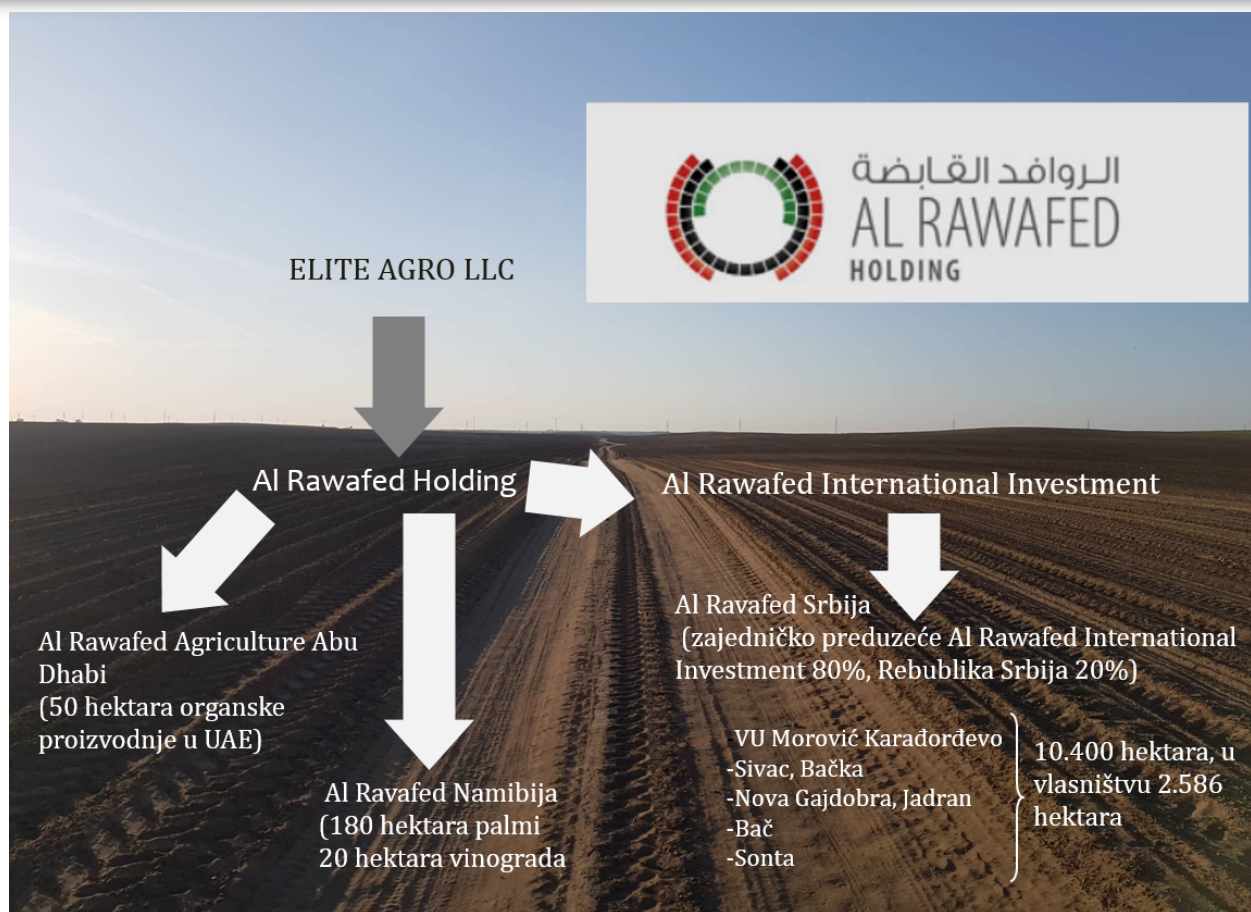 الروافد القابضة
AL RAWAFED
HOLDING
ELITE AGRO LLC
Al Rawafed Holding
Al Rawafed International Investment
Al Rawafed Agriculture Abu
Dhabi
(50 hektara organske
proizvodnje u UAE)
Al Ravafed Namibija
(180 hektara palmi
20 hektara vinograda
Al Ravafed Srbija
(zajedničko preduzeće Al Rawafed International
Investment 80%, Rebublika Srbija 20%)
VU Morović Karađorđevo
-Sivac, Bačka
-Nova Gajdobra, Jadran
-Bač
-Sonta
10.400 hektara, u
vlasništvu 2.586
hektara